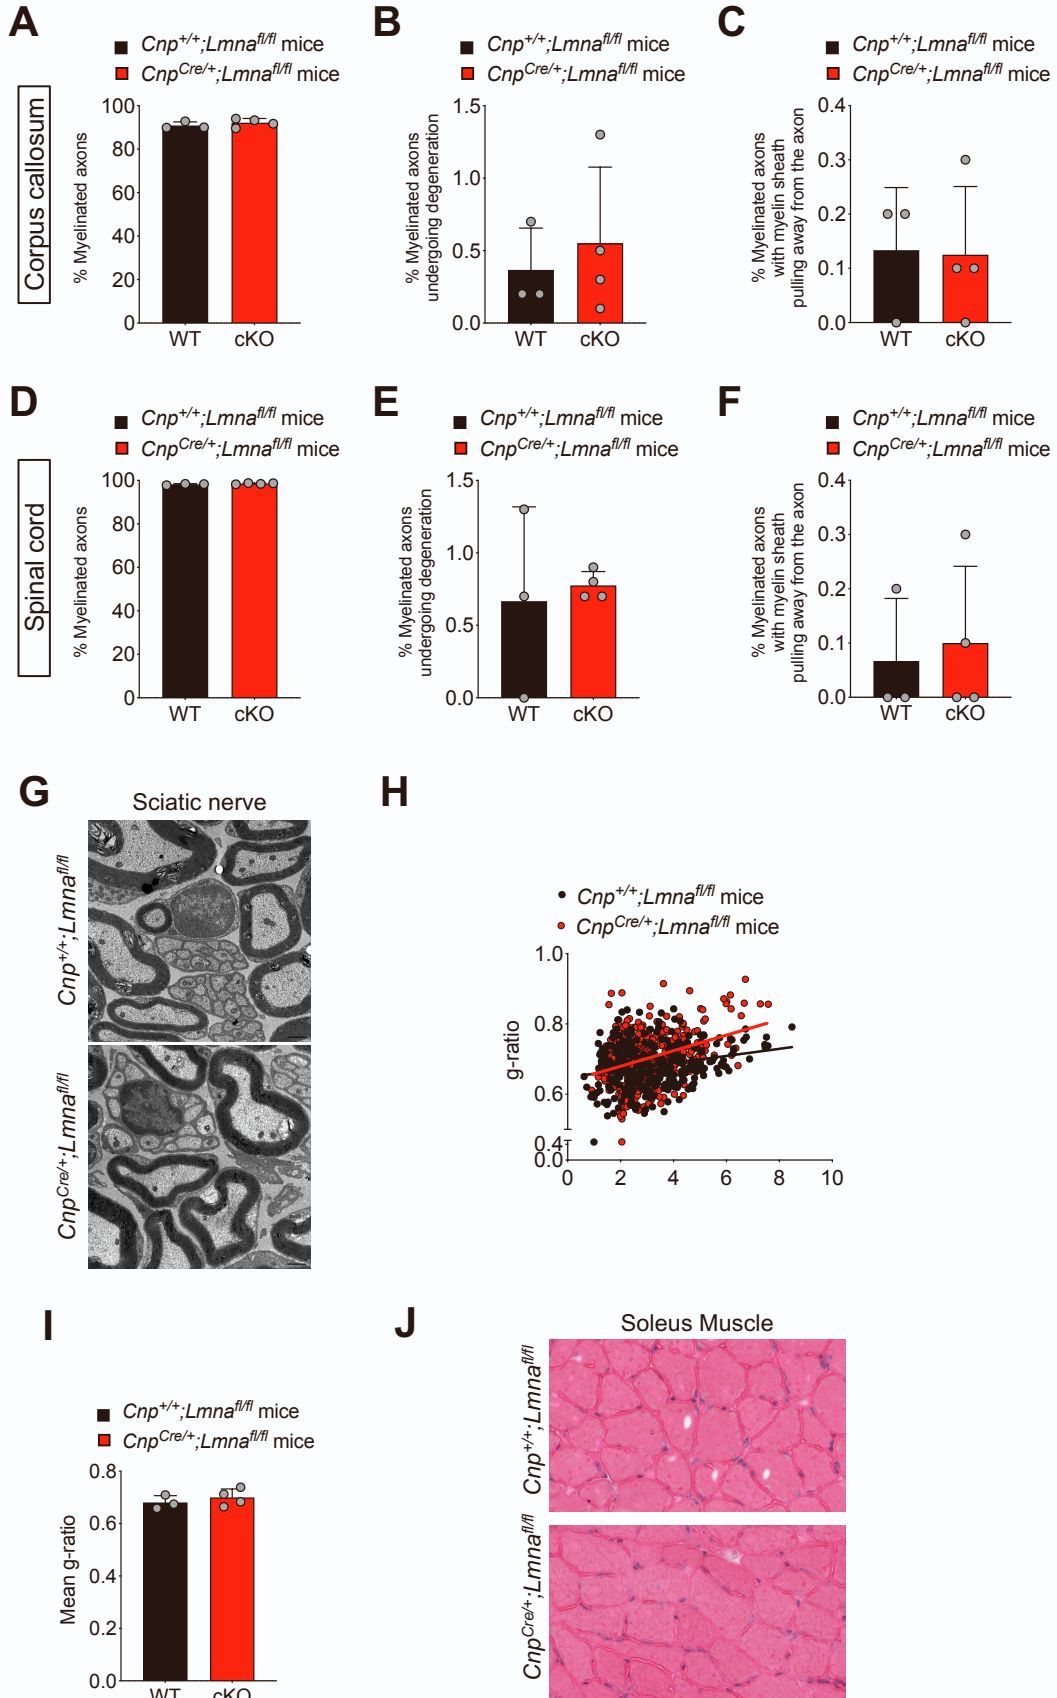 A
Cnp+/+;Lmnafl/fl mice
CnpCre/+;Lmnafl/fl mice
Corpus callosum
% Myelinated axons
100
80
60
40
20
0
WT cKO
B
Cnp+/+;Lmnafl/fl mice
CnpCre/+;Lmnafl/fl mice
% Myelinated axons
undergoing degeneration
1.5
1.0
0.5
0.0
WT cKO
C
Cnp+/+;Lmnafl/fl mice
CnpCre/+;Lmnafl/fl mice
% Myelinated axons
with myelin sheath
pulling away from the axon
0.4
0.3
0.2
0.1
0.0
WT cKO
D
Cnp+/+;Lmnafl/fl mice
CnpCre/+;Lmnafl/fl mice
Spinal cord
% Myelinated axons
100
80
60
40
20
0
WT cKO
E
Cnp+/+;Lmnafl/fl mice
CnpCre/+;Lmnafl/fl mice
% Myelinated axons
undergoing degeneration
1.5
1.0
0.5
0.0
WT cKO
F
Cnp+/+;Lmnafl/fl mice
CnpCre/+;Lmnafl/fl mice
% Myelinated axons
with myelin sheath
pulling away from the axon
0.4
0.3
0.2
0.1
0.0
WT cKO
G
Sciatic nerve
Cnp+/+;Lmnafl/fl
CnpCre/+;Lmnafl/fl
H
Cnp+/+;Lmnafl/fl mice
CnpCre/+;Lmnafl/fl mice
g-ratio
1.0
0.8
0.6
0.4
0.0
0 2 4 6 8 10
I
Cnp+/+;Lmnafl/fl mice
CnpCre/+;Lmnafl/fl mice
Mean g-ratio
0.8
0.6
0.4
0.2
0.0
WT cKO
J
Soleus Muscle
Cnp+/+;Lmnafl/fl
CnpCre/+;Lmnafl/fl